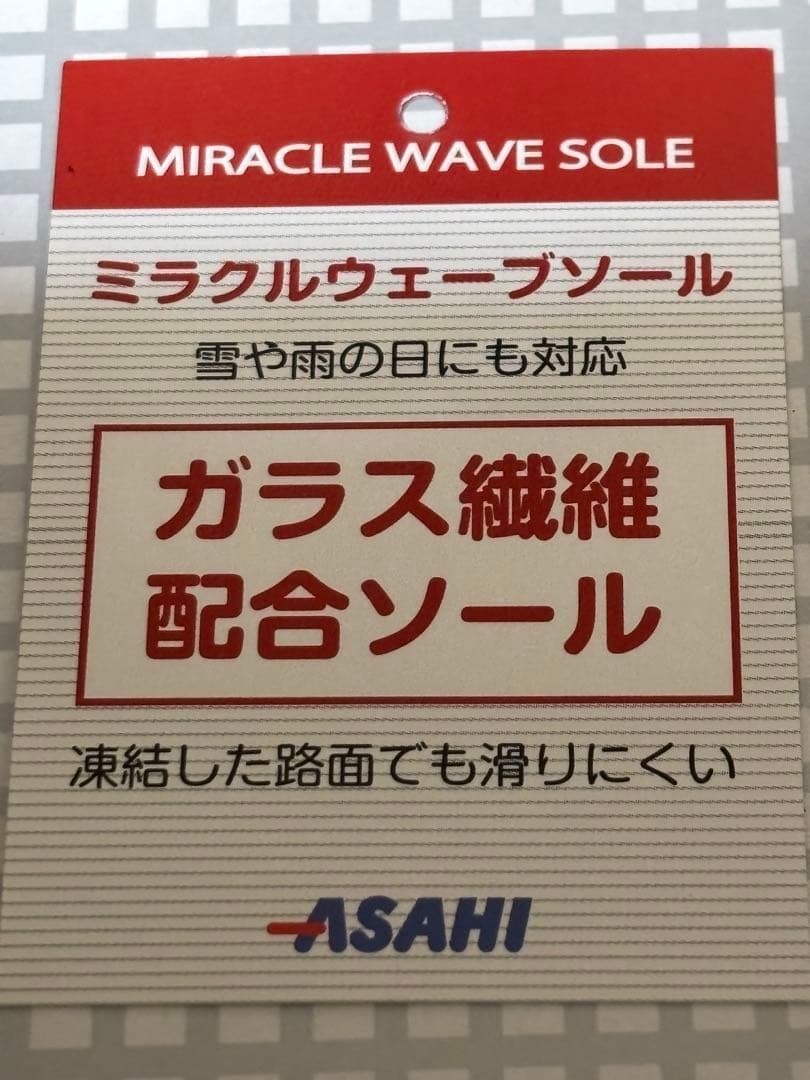 MIRACLE WAVE SOLE
ミラクルウェーブソール
雪や雨の日にも対応
ガラス繊維
配合ソール
凍結した路面でも滑りにくい
ASAHI